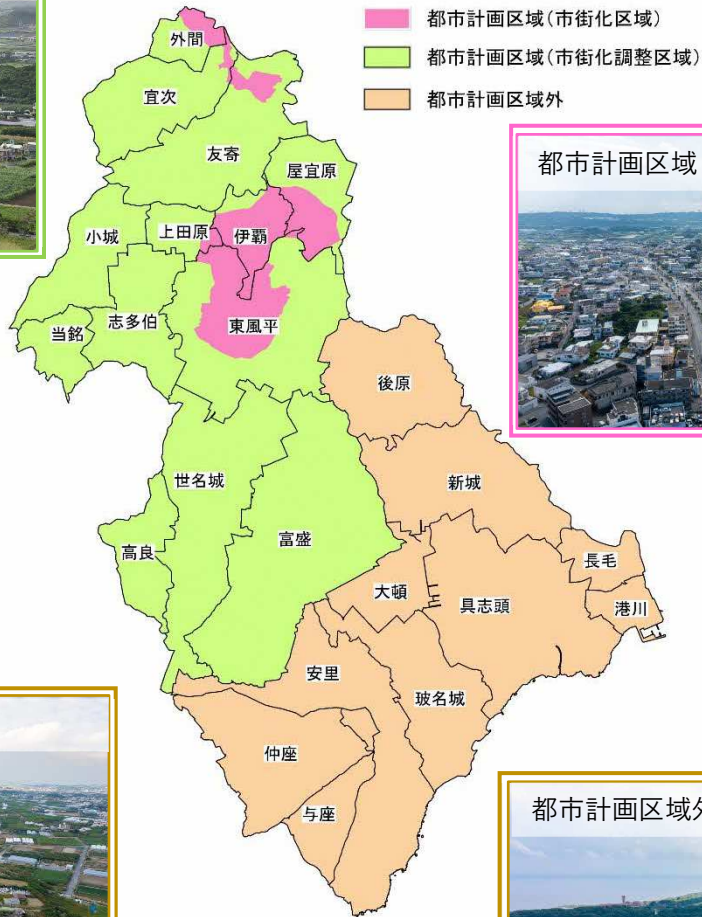 都市計画区域(市街化区域)
都市計画区域(市街化調整区域)
都市計画区域外
外間
宜次
友寄
屋宜原
小城
上田原
伊覇
当銘
志多伯
東風平
都市計画区域
後原
世名城
新城
富盛
高良
長毛
大頓
具志頭
港川
安里
玻名城
仲座
与座
都市計画区域外